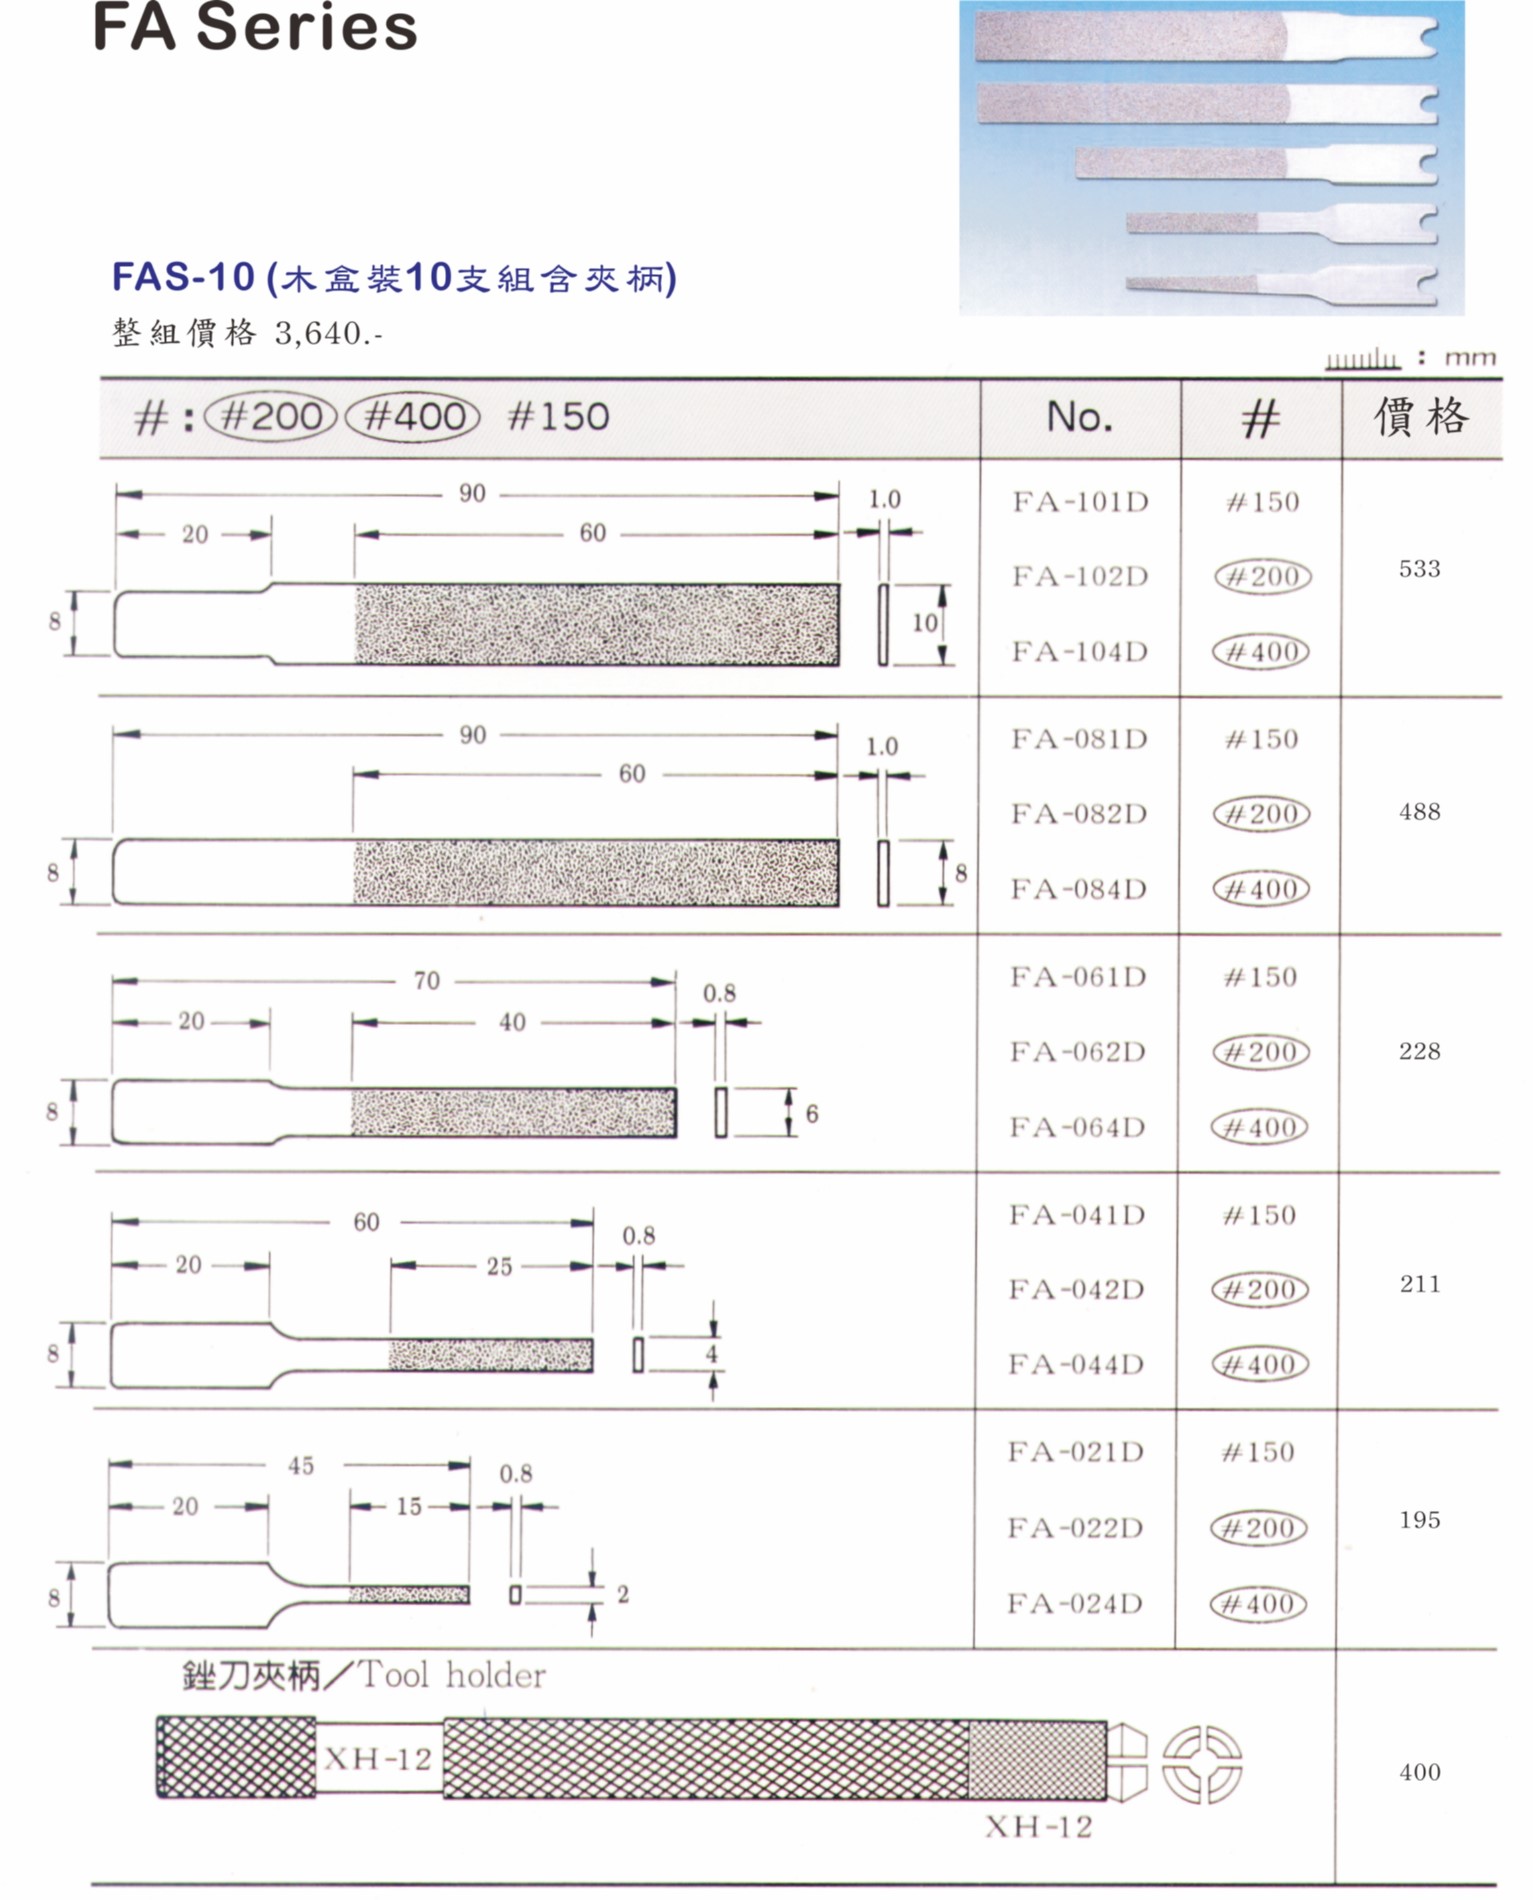 FA Series
FAS-10 (木盒裝10支組含夾柄)
整組價格 3,640.-
: mm
#: #200 #400 #150 No. # 價格
90
20
60
1.0
8
10
FA-101D #150
FA-102D #200
FA-104D #400
533
90
60
1.0
8
8
FA-081D #150
FA-082D #200
FA-084D #400
488
70
20
40
0.8
8
6
FA-061D #150
FA-062D #200
FA-064D #400
228
60
20
25
0.8
8
4
FA-041D #150
FA-042D #200
FA-044D #400
211
45
20
15
0.8
8
2
FA-021D #150
FA-022D #200
FA-024D #400
195
銼刀夾柄／Tool holder
XH-12
XH-12
400